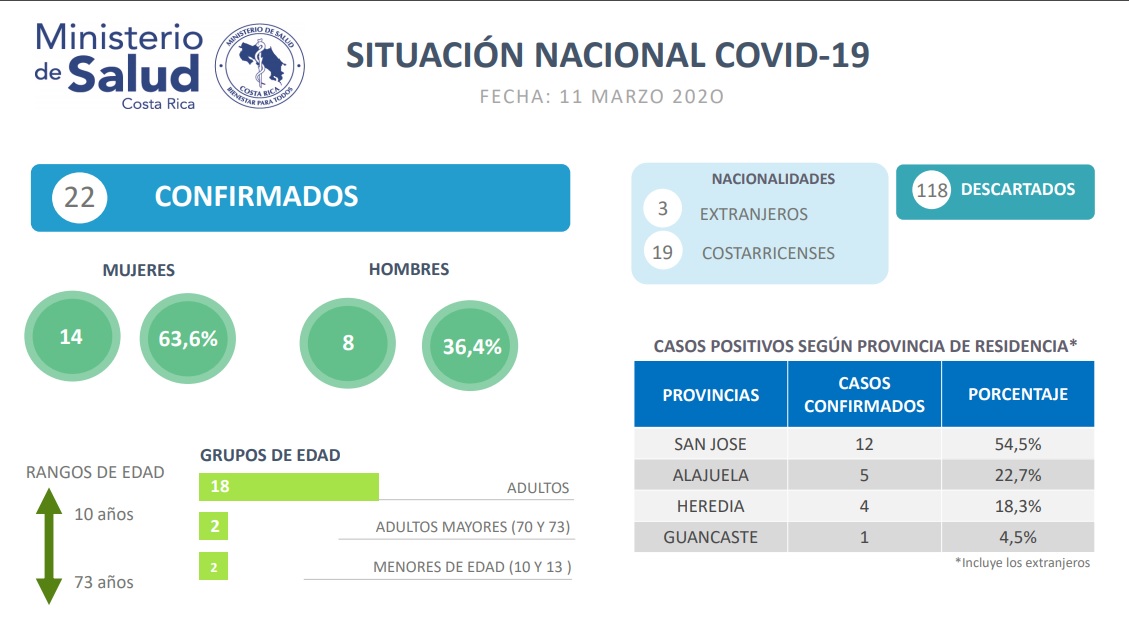 Ministerio
de Salud
Costa Rica
MINISTERIO DE SALUD
COSTA RICA
BIENESTAR PARA TODOS
SITUACIÓN NACIONAL COVID-19
FECHA: 11 MARZO 202O
22 CONFIRMADOS
NACIONALIDADES
3 EXTRANJEROS
19 COSTARRICENSES
118 DESCARTADOS
MUJERES
14 63,6%
HOMBRES
8 36,4%
RANGOS DE EDAD
10 años
73 años
GRUPOS DE EDAD
18 ADULTOS
2 ADULTOS MAYORES (70 Y 73)
2 MENORES DE EDAD (10 Y 13 )
CASOS POSITIVOS SEGÚN PROVINCIA DE RESIDENCIA*
PROVINCIAS CASOS CONFIRMADOS PORCENTAJE
SAN JOSE 12 54,5%
ALAJUELA 5 22,7%
HEREDIA 4 18,3%
GUANCASTE 1 4,5%
*Incluye los extranjeros